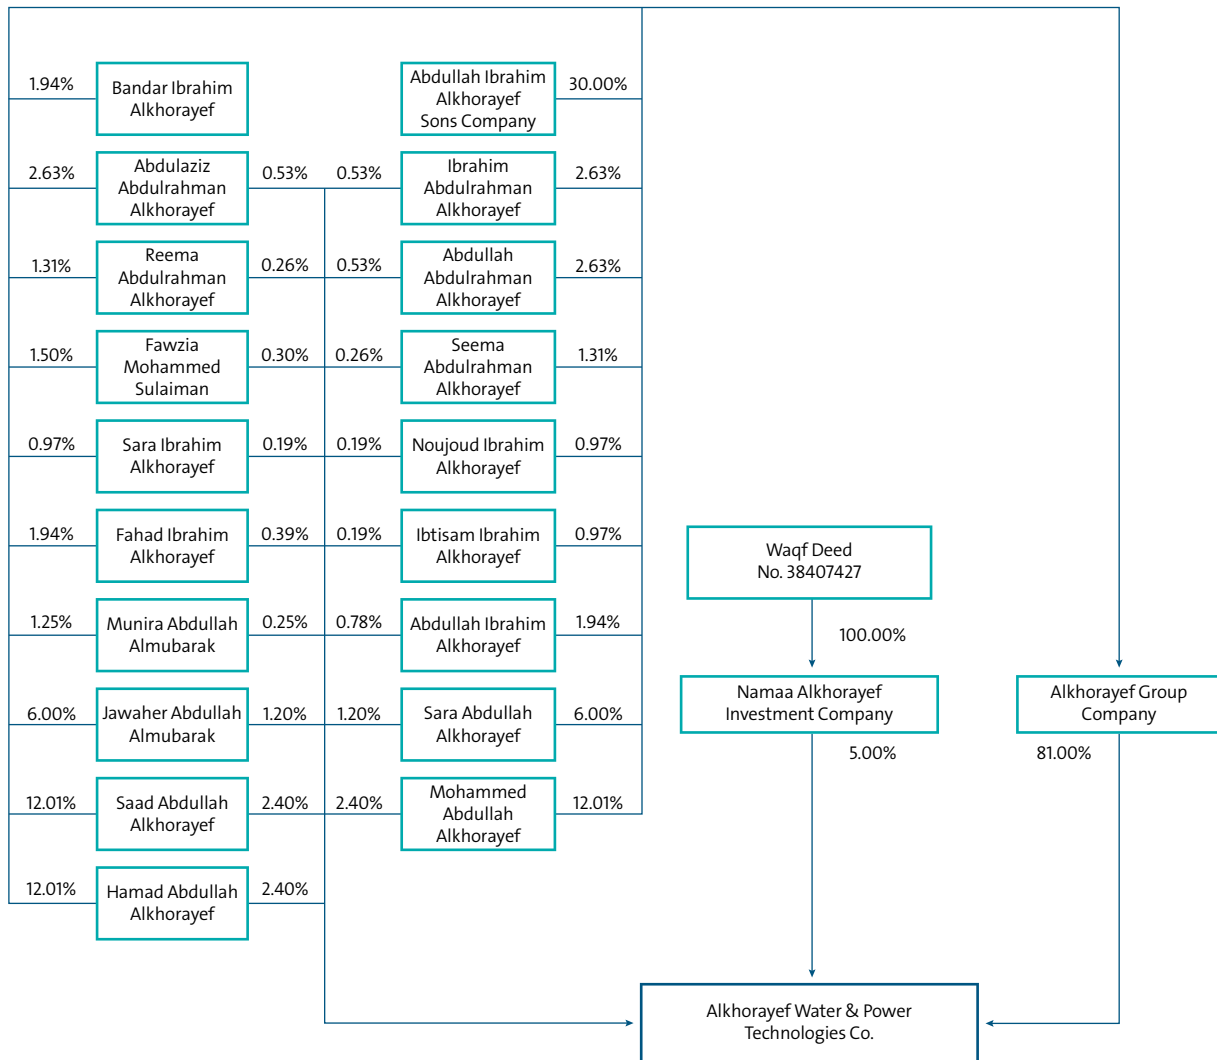 1.94%
Bandar Ibrahim
Alkhorayef
Abdullah Ibrahim
Alkhorayef
Sons Company
30.00%
2.63%
Abdulaziz
Abdulrahman
Alkhorayef
0.53%
0.53%
Ibrahim
Abdulrahman
Alkhorayef
2.63%
1.31%
Reema
Abdulrahman
Alkhorayef
0.26%
0.53%
Abdullah
Abdulrahman
Alkhorayef
2.63%
1.50%
Fawzia
Mohammed
Sulaiman
0.30%
0.26%
Seema
Abdulrahman
Alkhorayef
1.31%
0.97%
Sara Ibrahim
Alkhorayef
0.19%
0.19%
Noujoud Ibrahim
Alkhorayef
0.97%
1.94%
Fahad Ibrahim
Alkhorayef
0.39%
0.19%
Ibtisam Ibrahim
Alkhorayef
0.97%
Waqf Deed
No. 38407427
1.25%
Munira Abdullah
Almubarak
0.25%
0.78%
Abdullah Ibrahim
Alkhorayef
1.94%
100.00%
6.00%
Jawaher Abdullah
Almubarak
1.20%
1.20%
Sara Abdullah
Alkhorayef
6.00%
Namaa Alkhorayef
Investment Company
Alkhorayef Group
Company
5.00%
81.00%
12.01%
Saad Abdullah
Alkhorayef
2.40%
2.40%
Mohammed
Abdullah
Alkhorayef
12.01%
12.01%
Hamad Abdullah
Alkhorayef
2.40%
Alkhorayef Water & Power
Technologies Co.